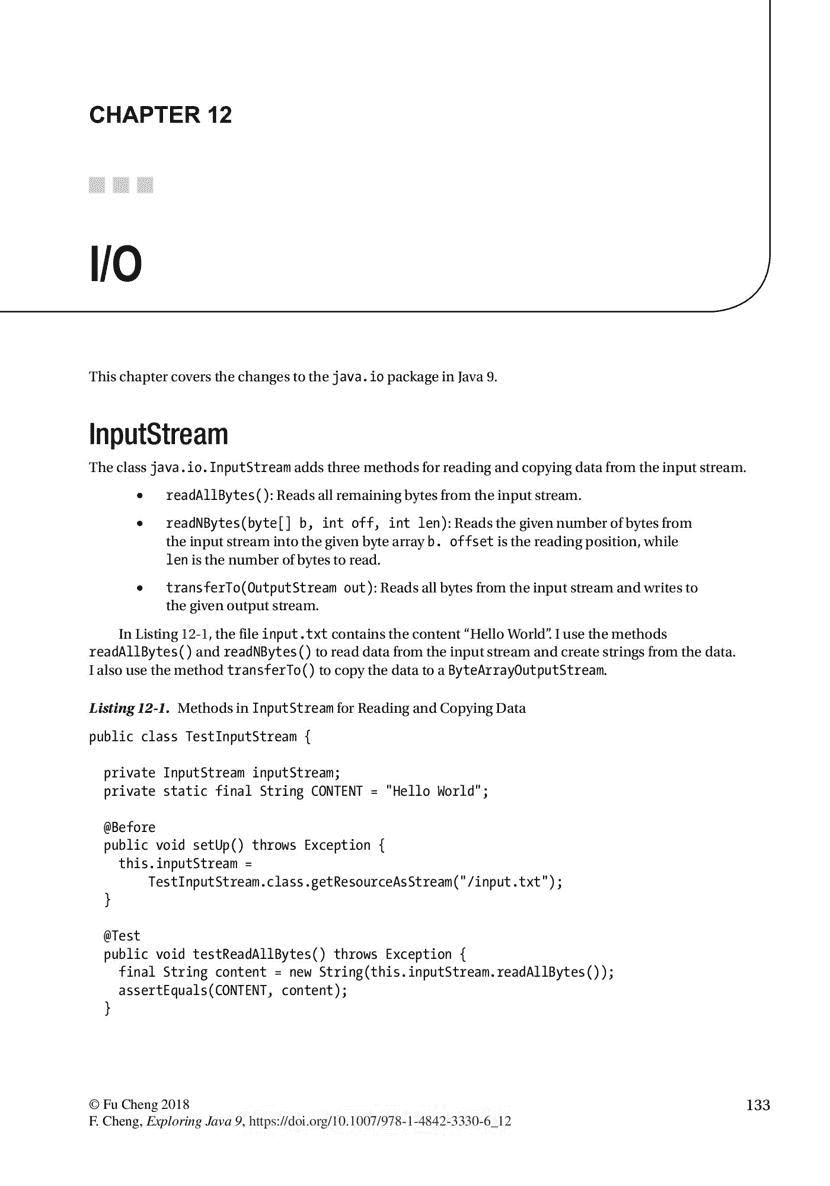 CHAPTER 12
I/O
This chapter covers the changes to the java.io package in Java 9.
InputStream
The class java.io.InputStream adds three methods for reading and copying data from the input stream.
• readAllBytes(): Reads all remaining bytes from the input stream.
• readNBytes(byte[] b, int off, int len): Reads the given number of bytes from
the input stream into the given byte array b. offset is the reading position, while
len is the number of bytes to read.
• transferTo(OutputStream out): Reads all bytes from the input stream and writes to
the given output stream.
In Listing 12-1, the file input.txt contains the content “Hello World”. I use the methods
readAllBytes() and readNBytes() to read data from the input stream and create strings from the data.
I also use the method transferTo() to copy the data to a ByteArrayOutputStream.
Listing 12-1. Methods in InputStream for Reading and Copying Data
public class TestInputStream {
private InputStream inputStream;
private static final String CONTENT = "Hello World";
@Before
public void setUp() throws Exception {
this.inputStream =
TestInputStream.class.getResourceAsStream("/input.txt");
}
@Test
public void testReadAllBytes() throws Exception {
final String content = new String(this.inputStream.readAllBytes());
assertEquals(CONTENT, content);
}
© Fu Cheng 2018
133
F. Cheng, Exploring Java 9, https://doi.org/10.1007/978-1-4842-3330-6_12